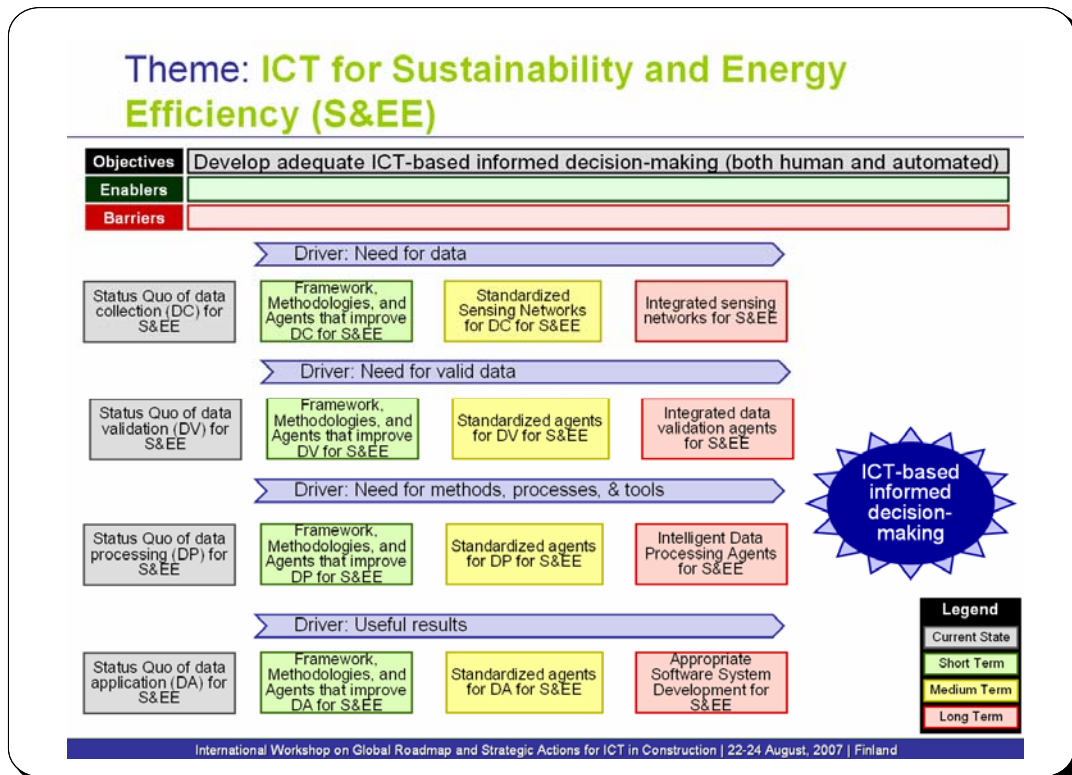 Theme: ICT for Sustainability and Energy
Efficiency (S&EE)
Objectives
Develop adequate ICT-based informed decision-making (both human and automated)
Enablers
Barriers
Driver: Need for data
Status Quo of data
collection (DC) for
S&EE
Framework,
Methodologies, and
Agents that improve
DC for S&EE
Standardized
Sensing Networks
for DC for S&EE
Integrated sensing
networks for S&EE
Driver: Need for valid data
Status Quo of data
validation (DV) for
S&EE
Framework,
Methodologies, and
Agents that improve
DV for S&EE
Standardized agents
for DV for S&EE
Integrated data
validation agents
for S&EE
Driver: Need for methods, processes, & tools
Status Quo of data
processing (DP) for
S&EE
Framework,
Methodologies, and
Agents that improve
DP for S&EE
Standardized agents
for DP for S&EE
Intelligent Data
Processing Agents
for S&EE
Driver: Useful results
Status Quo of data
application (DA) for
S&EE
Framework,
Methodologies, and
Agents that improve
DA for S&EE
Standardized agents
for DA for S&EE
Appropriate
Software System
Development for
S&EE
ICT-based
informed
decision-
making
Legend
Current State
Short Term
Medium Term
Long Term
International Workshop on Global Roadmap and Strategic Actions for ICT in Construction | 22-24 August, 2007 | Finland